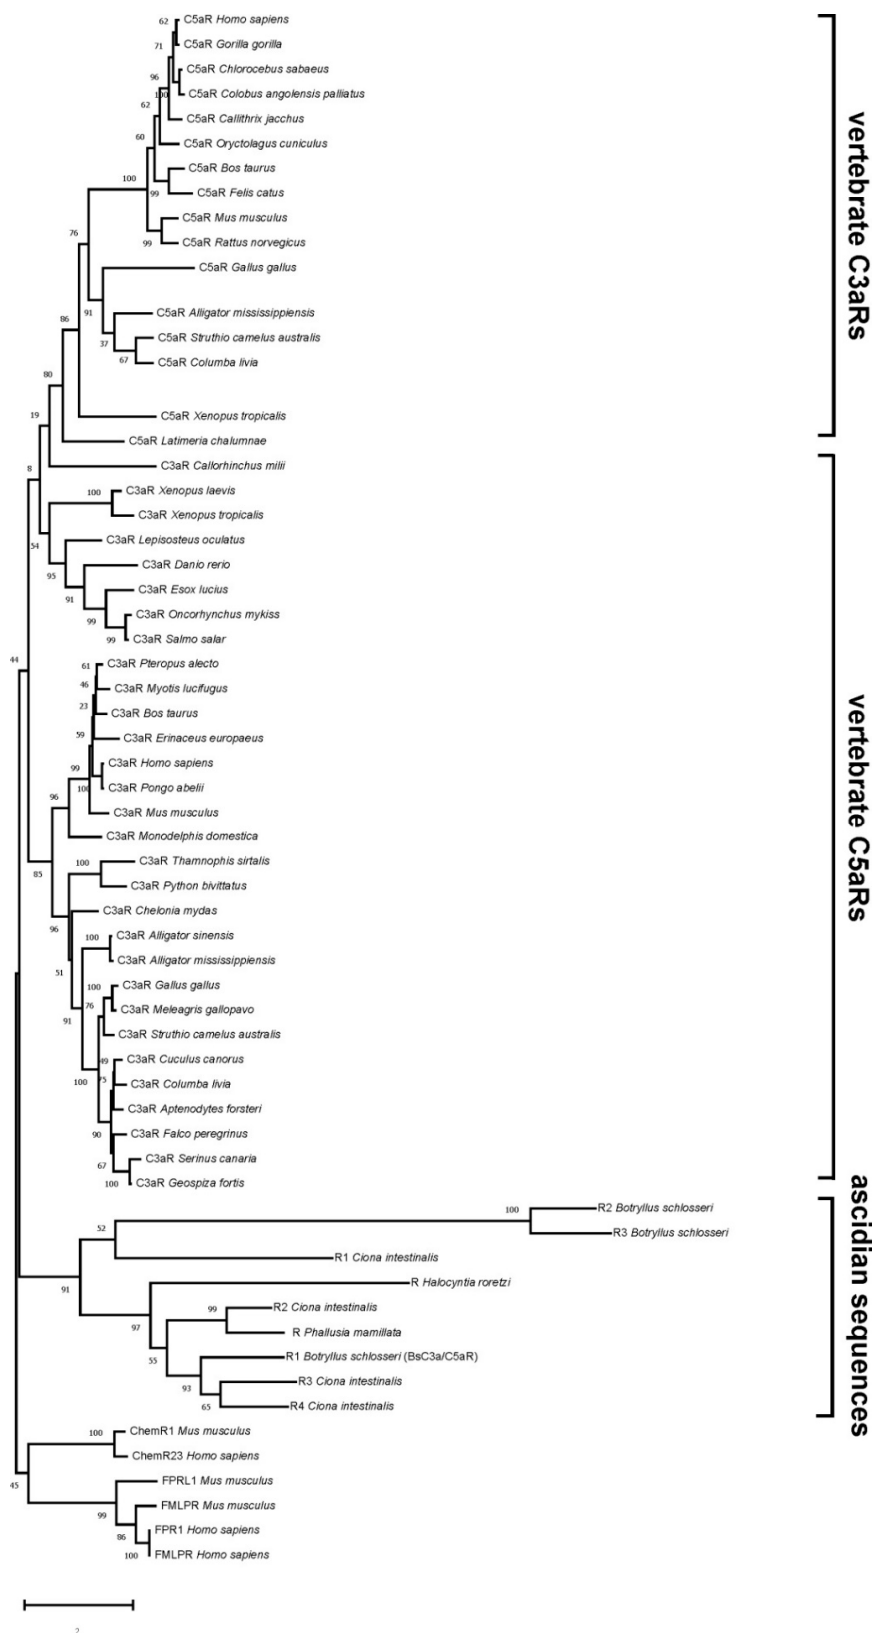 62
C5aR Homo sapiens
71
C5aR Gorilla gorilla
96
C5aR Chlorocebus sabaeus
100
C5aR Colobus angolensis palliatus
62
C5aR Callithrix jacchus
60
C5aR Oryctolagus cuniculus
C5aR Bos taurus
100
99
C5aR Felis catus
C5aR Mus musculus
99
C5aR Rattus norvegicus
76
C5aR Gallus gallus
91
C5aR Alligator mississippiensis
86
C5aR Struthio camelus australis
37
67
C5aR Columba livia
80
19
C5aR Xenopus tropicalis
C5aR Latimeria chalumnae
8
C3aR Callorhinchus milii
100
C3aR Xenopus laevis
C3aR Xenopus tropicalis
54
C3aR Lepisosteus oculatus
95
C3aR Danio rerio
91
C3aR Esox lucius
99
C3aR Oncorhynchus mykiss
99
C3aR Salmo salar
44
61
C3aR Pteropus alecto
46
C3aR Myotis lucifugus
23
C3aR Bos taurus
59
C3aR Erinaceus europaeus
99
C3aR Homo sapiens
100
C3aR Pongo abelii
96
C3aR Mus musculus
C3aR Monodelphis domestica
85
100
C3aR Thamnophis sirtalis
C3aR Python bivittatus
96
C3aR Chelonia mydas
100
C3aR Alligator sinensis
51
C3aR Alligator mississippiensis
100
C3aR Gallus gallus
76
C3aR Meleagris gallopavo
91
C3aR Struthio camelus australis
49
C3aR Cuculus canorus
100
75
C3aR Columba livia
C3aR Aptenodytes forsteri
90
C3aR Falco peregrinus
67
C3aR Serinus canaria
100
C3aR Geospiza fortis
100
R2 Botryllus schlosseri
52
R3 Botryllus schlosseri
R1 Ciona intestinalis
91
R Halocyntia roretzi
99
R2 Ciona intestinalis
97
R Phallusia mamillata
55
R1 Botryllus schlosseri (BsC3a/C5aR)
93
R3 Ciona intestinalis
65
R4 Ciona intestinalis
100
ChemR1 Mus musculus
ChemR23 Homo sapiens
45
FPRL1 Mus musculus
99
FMLPR Mus musculus
86
FPR1 Homo sapiens
100
FMLPR Homo sapiens
2
vertebrate C3aRs
vertebrate C5aRs
ascidian sequences